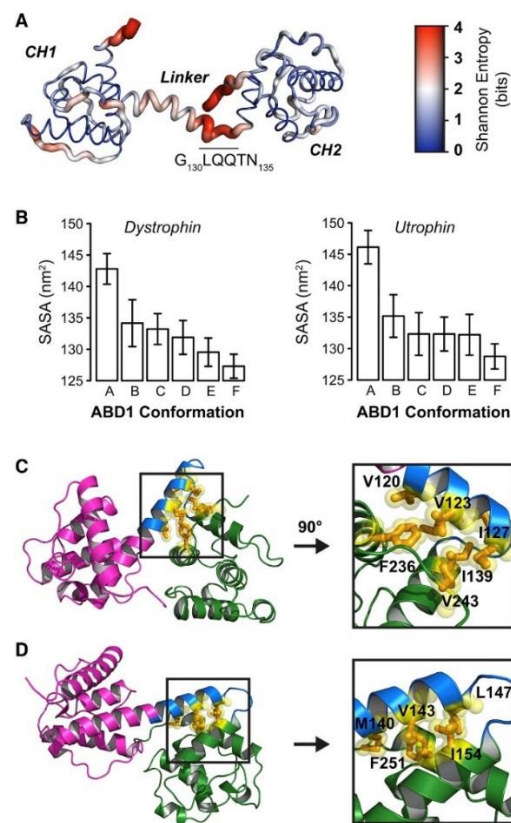 A
CH1
Linker
CH2
G130LQQTN135
4
3
2
1
0
Shannon Entropy
(bits)
B
Dystrophin
SASA (nm²)
145
140
135
130
125
A B C D E F
ABD1 Conformation
Utrophin
SASA (nm²)
150
145
140
135
130
125
A B C D E F
ABD1 Conformation
C
90°
V120
V123
I127
F236
I139
V243
D
L147
V143
M140
F251
I154